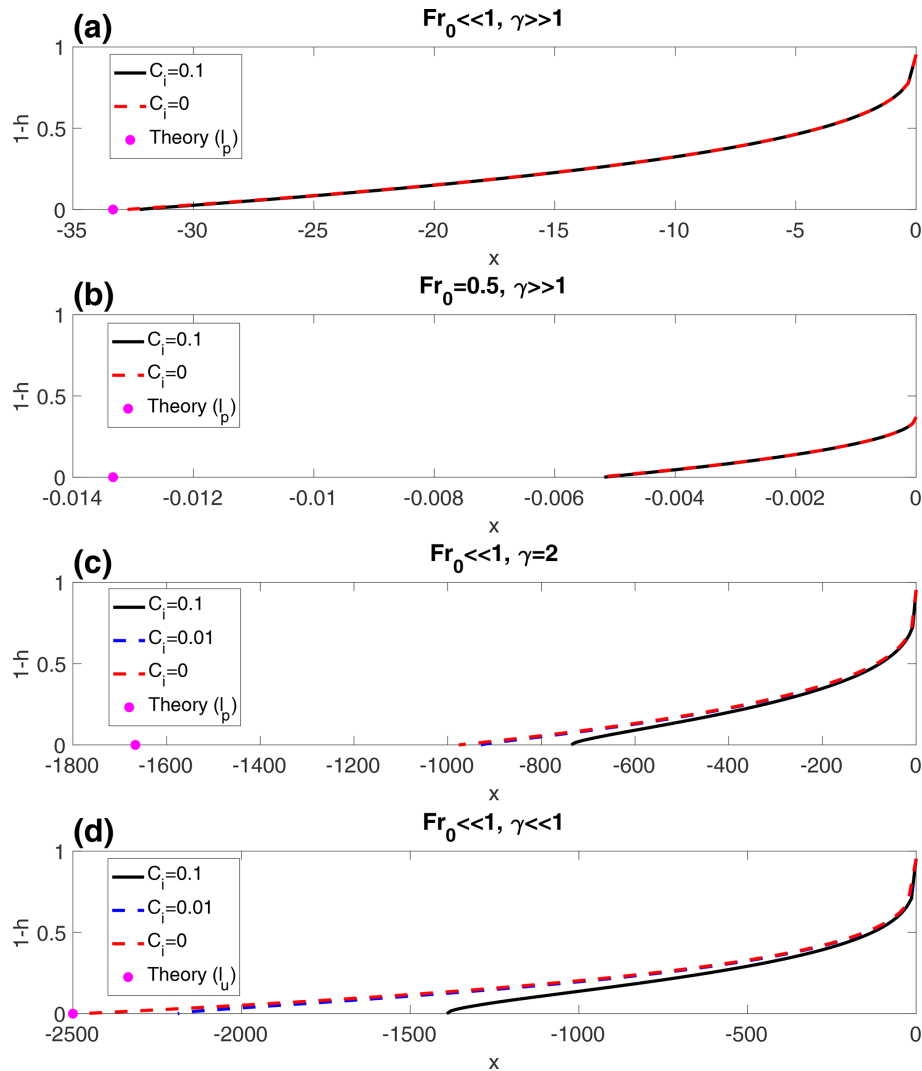 (a)
Fr0<<1, γ>>1
1
0.5
0
1-h
Ci=0.1
Ci=0
Theory (lp)
-35 -30 -25 -20 -15 -10 -5 0
x
(b)
Fr0=0.5, γ>>1
1
0.5
0
1-h
Ci=0.1
Ci=0
Theory (lp)
-0.014 -0.012 -0.01 -0.008 -0.006 -0.004 -0.002 0
x
(c)
Fr0<<1, γ=2
1
0.5
0
1-h
Ci=0.1
Ci=0.01
Ci=0
Theory (lp)
-1800 -1600 -1400 -1200 -1000 -800 -600 -400 -200 0
x
(d)
Fr0<<1, γ<<1
1
0.5
0
1-h
Ci=0.1
Ci=0.01
Ci=0
Theory (lu)
-2500 -2000 -1500 -1000 -500 0
x